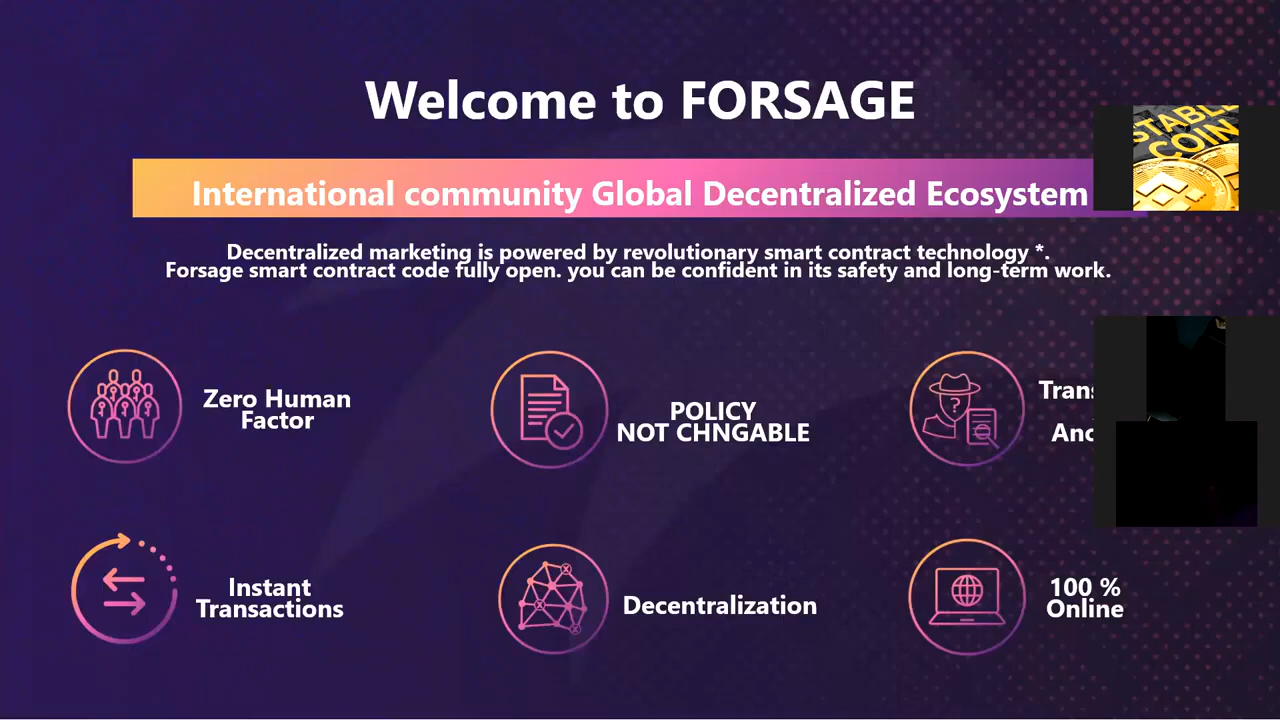 Welcome to FORSAGE
International community Global Decentralized Ecosystem
Decentralized marketing is powered by revolutionary smart contract technology *.
Forsage smart contract code fully open. you can be confident in its safety and long-term work.
STABL
COIN
Zero Human
Factor
POLICY
NOT CHNGABLE
Instant
Transactions
Decentralization
100 %
Online